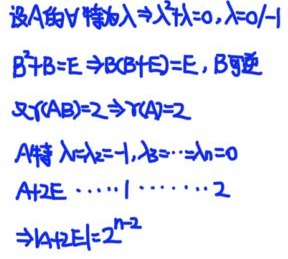 设A的∀特为λ⇒λ²+λ=0,λ=0/-1
B²+B=E⇒B(B+E)=E,B可逆
又r(AB)=2⇒r(A)=2
A特 λ₁=λ₂=-1,λ₃=⋯=λₙ=0
A+2E ⋯⋯1⋯⋯⋯2
⇒|A+2E|=2ⁿ⁻²